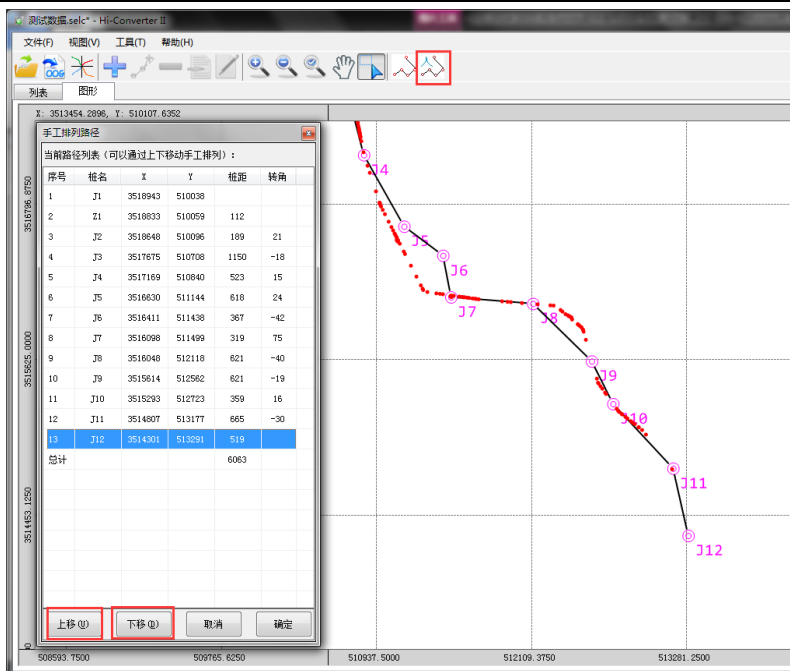 测试数据.selc* - Hi-Converter II
文件(F) 视图(V) 工具(T) 帮助(H)
列表 图形
X: 3513454.2896, Y: 510107.6352
手工排列路径
当前路径列表（可以通过上下移动手工排列）：
序号 桩名 X Y 桩距 转角
1 J1 3518943 510038
2 Z1 3518833 510059 112
3 J2 3518648 510096 189 21
4 J3 3517675 510708 1150 -18
5 J4 3517169 510840 523 15
6 J5 3516630 511144 618 24
7 J6 3516411 511438 367 -42
8 J7 3516098 511499 319 75
9 J8 3516048 512118 621 -40
10 J9 3515614 512562 621 -19
11 J10 3515293 512723 359 16
12 J11 3514807 513177 665 -30
13 J12 3514301 513291 519
总计 6063
上移(U) 下移(D) 取消 确定
3516796.8750
3515625.0000
3514453.1250
J4
J5
J6
J7
J8
J9
J10
J11
J12
508593.7500 509765.6250 510937.5000 512109.3750 513281.2500